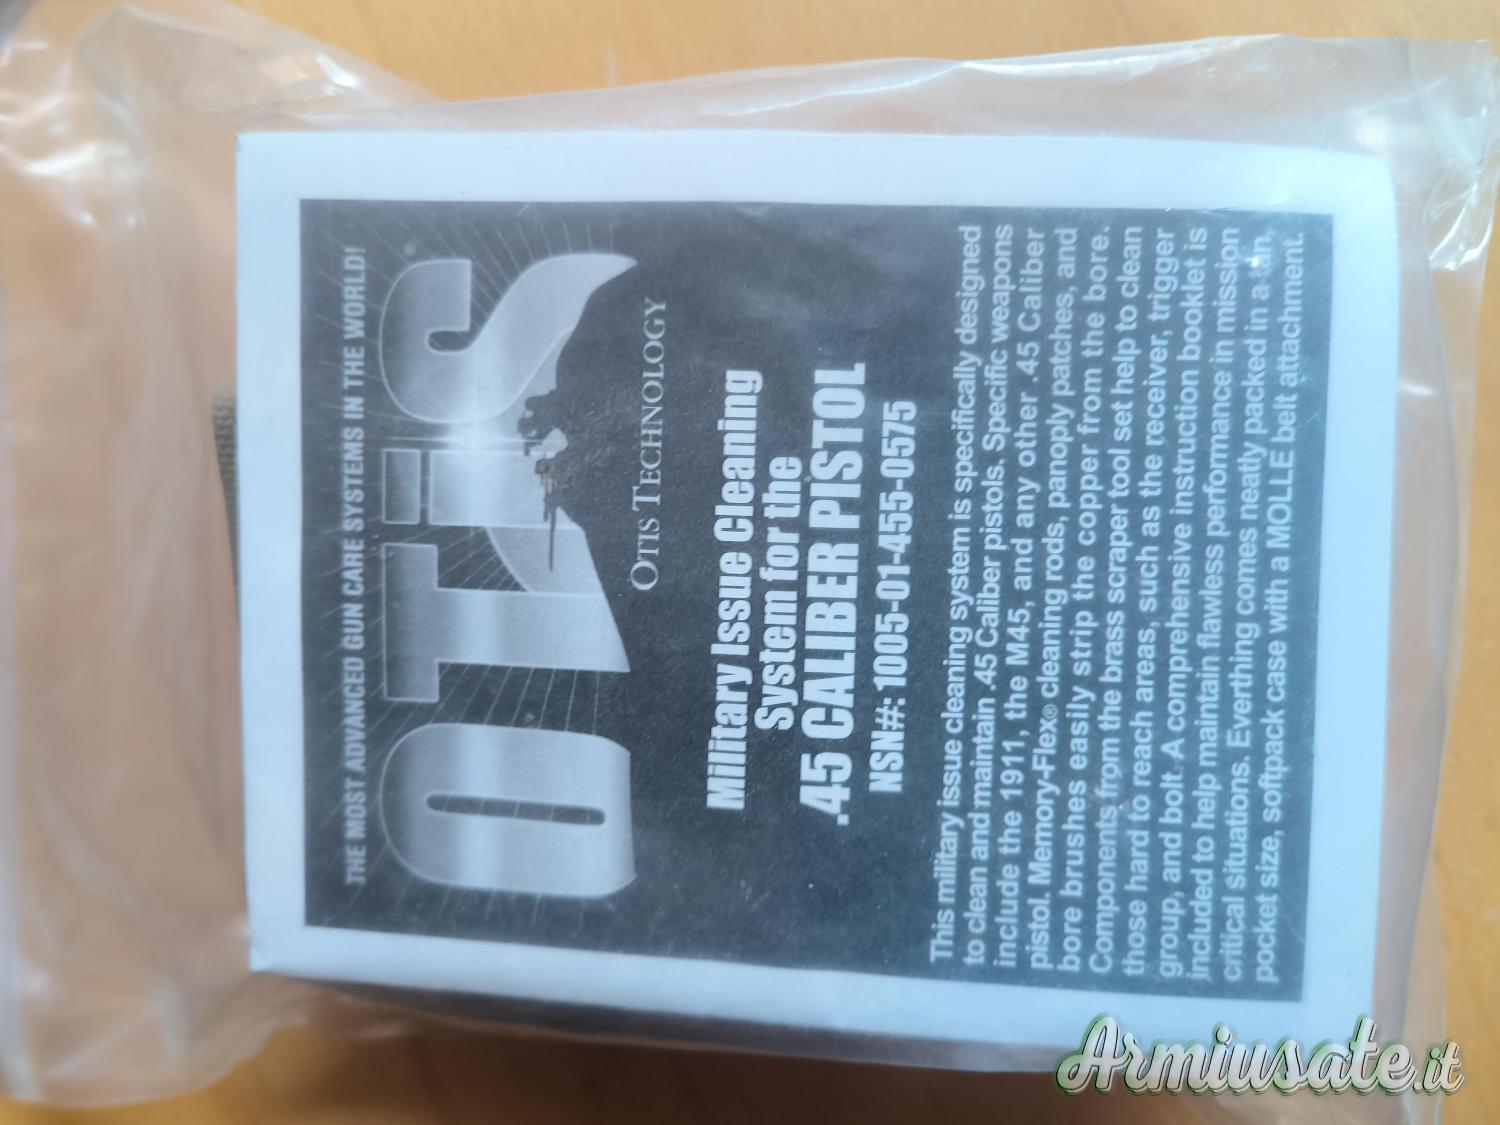 THE MOST ADVANCED GUN CARE SYSTEMS IN THE WORLD!
OTIS®
OTIS TECHNOLOGY
Military Issue Cleaning
System for the
.45 CALIBER PISTOL
NSN#: 1005-01-455-0575
This military issue cleaning system is specifically designed
to clean and maintain .45 Caliber pistols. Specific weapons
include the 1911, the M45, and any other .45 Caliber
pistol. Memory-Flex® cleaning rods, panoply patches, and
bore brushes easily strip the copper from the bore.
Components from the brass scraper tool set help to clean
those hard to reach areas, such as the receiver, trigger
group, and bolt. A comprehensive instruction booklet is
included to help maintain flawless performance in mission
critical situations. Everthing comes neatly packed in a tin,
pocket size, softpack case with a MOLLE belt attachment.
Armiusate.it